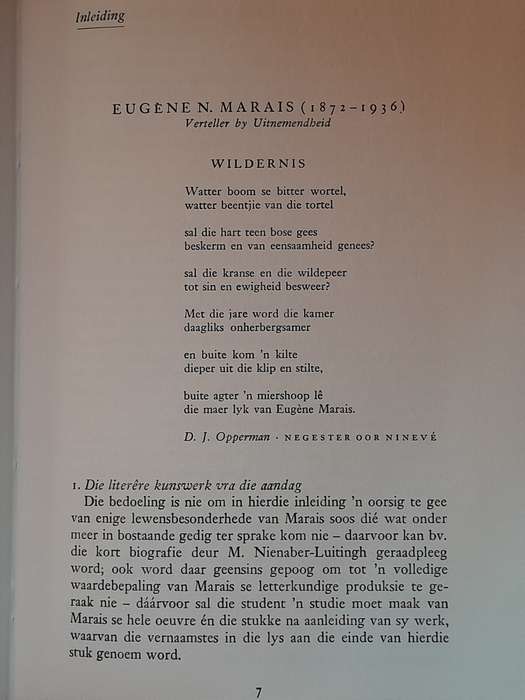 Inleiding
EUGÈNE N. MARAIS (1872–1936)
Verteller by Uitnemendheid
WILDERNIS
Watter boom se bitter wortel,
watter beentjie van die tortel
sal die hart teen bose gees
beskerm en van eensaamheid genees?
sal die kranse en die wildepeer
tot sin en ewigheid besweer?
Met die jare word die kamer
daagliks onherbergsamer
en buite kom 'n kilte
dieper uit die klip en stilte,
buite agter 'n miershoop lê
die maer lyk van Eugène Marais.
D. J. Opperman · NEGESTER OOR NINEVÉ
1. Die literêre kunswerk vra die aandag
Die bedoeling is nie om in hierdie inleiding 'n oorsig te gee
van enige lewensbesonderhede van Marais soos dié wat onder
meer in bostaande gedig ter sprake kom nie – daarvoor kan bv.
die kort biografie deur M. Nienaber-Luitingh geraadpleeg
word; ook word daar geensins gepoog om tot 'n volledige
waardebepaling van Marais se letterkundige produksie te ge-
raak nie – dáárvoor sal die student 'n studie moet maak van
Marais se hele oeuvre én die stukke na aanleiding van sy werk,
waarvan die vernaamstes in die lys aan die einde van hierdie
stuk genoem word.
7